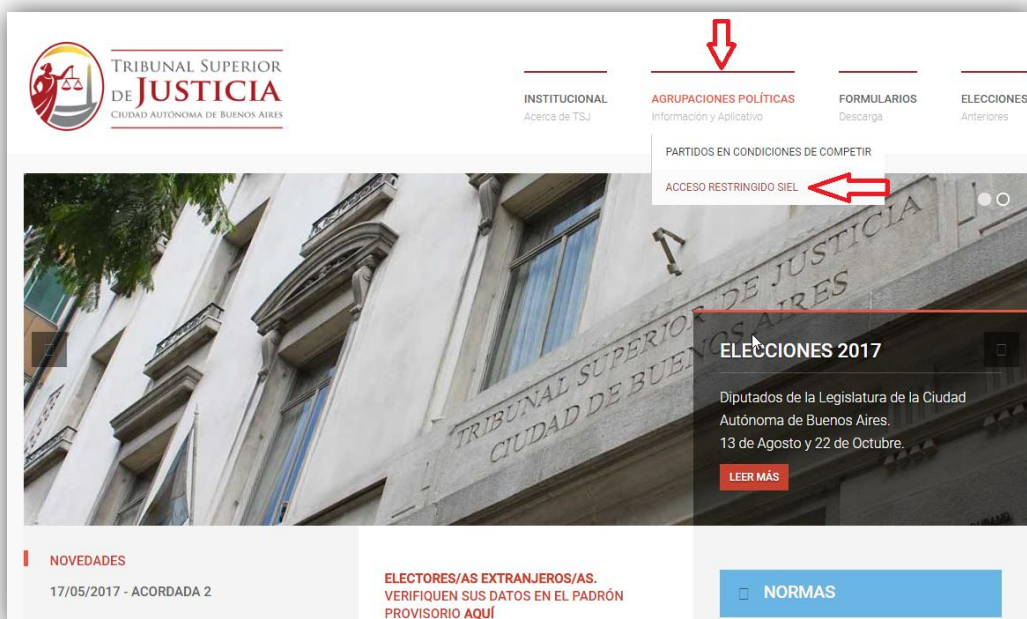 TRIBUNAL SUPERIOR
DE JUSTICIA
CIUDAD AUTÓNOMA DE BUENOS AIRES
INSTITUCIONAL
Acerca de TSJ
AGRUPACIONES POLÍTICAS
Información y Aplicativo
FORMULARIOS
Descarga
ELECCIONES
Anteriores
PARTIDOS EN CONDICIONES DE COMPETIR
ACCESO RESTRINGIDO SIEL
TRIBUNAL SUPERIOR DE JUSTICIA
CIUDAD DE BUENOS AIRES
ELECCIONES 2017
Diputados de la Legislatura de la Ciudad
Autónoma de Buenos Aires.
13 de Agosto y 22 de Octubre.
LEER MÁS
NOVEDADES
17/05/2017 - ACORDADA 2
ELECTORES/AS EXTRANJEROS/AS.
VERIFIQUEN SUS DATOS EN EL PADRÓN
PROVISORIO AQUÍ
NORMAS